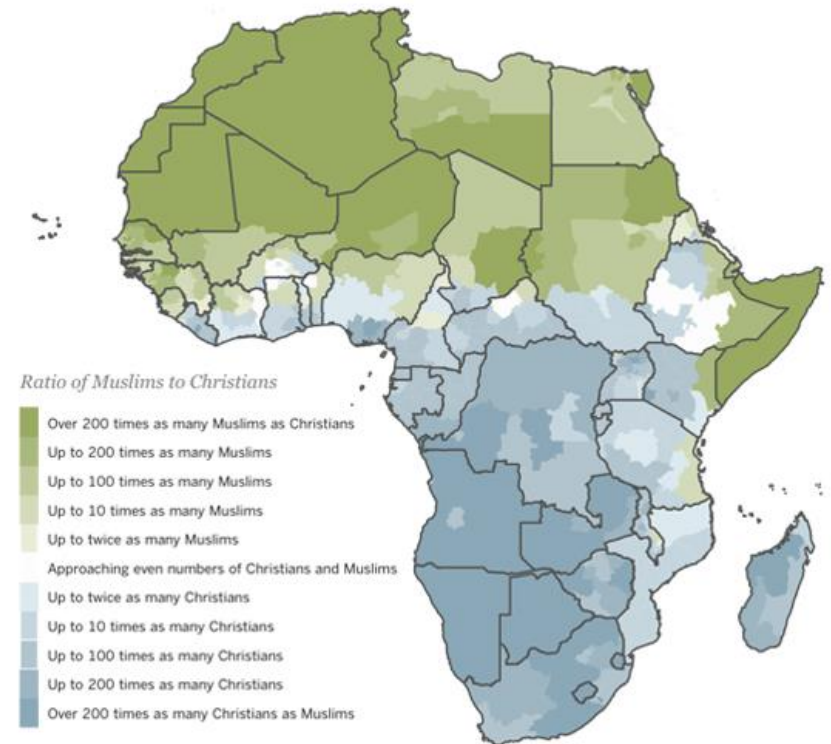 Ratio of Muslims to Christians
Over 200 times as many Muslims as Christians
Up to 200 times as many Muslims
Up to 100 times as many Muslims
Up to 10 times as many Muslims
Up to twice as many Muslims
Approaching even numbers of Christians and Muslims
Up to twice as many Christians
Up to 10 times as many Christians
Up to 100 times as many Christians
Up to 200 times as many Christians
Over 200 times as many Christians as Muslims